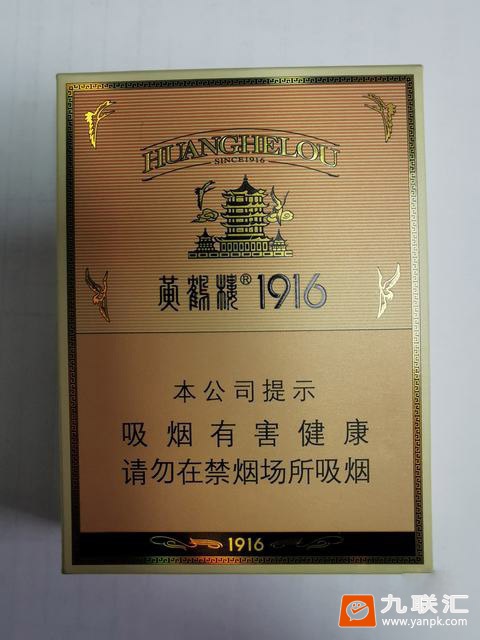 HUANGHELOU
SINCE1916
黄鹤楼® 1916
本公司提示
吸烟有害健康
请勿在禁烟场所吸烟
1916
九联汇
www.yanpk.com